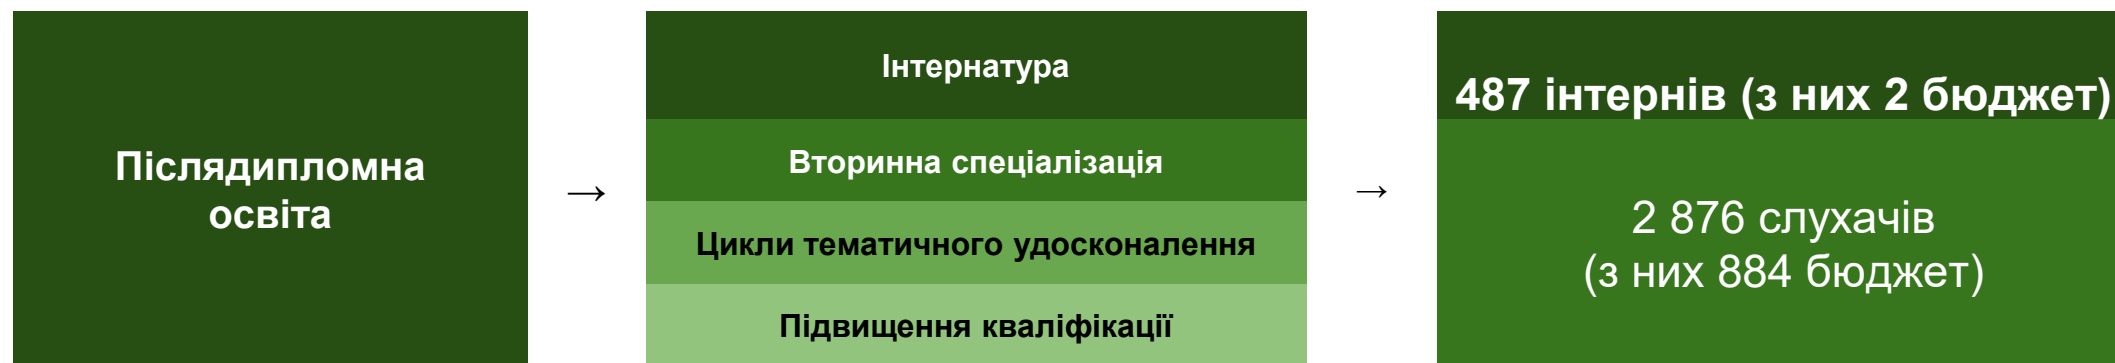 Післядипломна
освіта
→
Інтернатура
Вторинна спеціалізація
Цикли тематичного удосконалення
Підвищення кваліфікації
→
487 інтернів (з них 2 бюджет)
2 876 слухачів
(з них 884 бюджет)